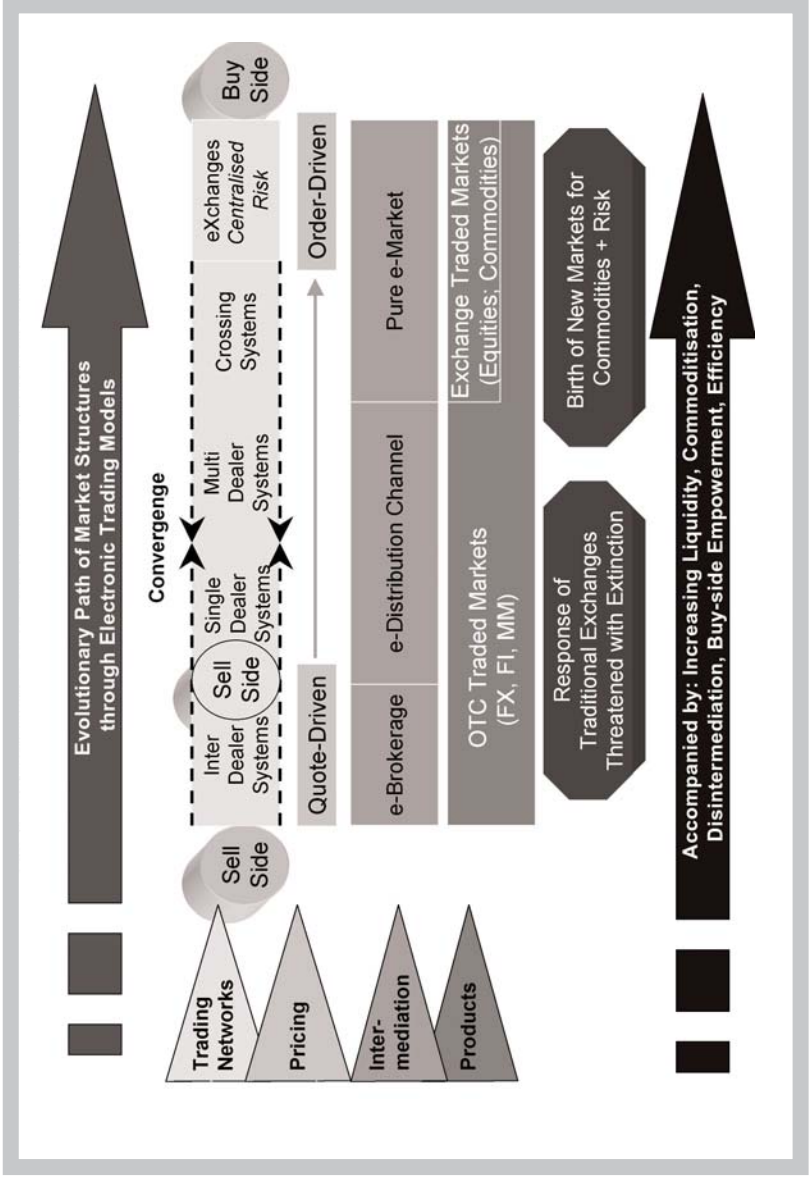 Evolutionary Path of Market Structures
through Electronic Trading Models
Convergenge
Trading
Networks
Sell
Side
Inter
Dealer
Systems
Sell
Side
Single
Dealer
Systems
Multi
Dealer
Systems
Crossing
Systems
eXchanges
Centralised
Risk
Buy
Side
Pricing
Quote-Driven
Order-Driven
Inter-
mediation
e-Brokerage
e-Distribution Channel
Pure e-Market
Products
OTC Traded Markets
(FX, FI, MM)
Exchange Traded Markets
(Equities; Commodities)
Response of
Traditional Exchanges
Threatened with Extinction
Birth of New Markets for
Commodities + Risk
Accompanied by: Increasing Liquidity, Commoditisation,
Disintermediation, Buy-side Empowerment, Efficiency